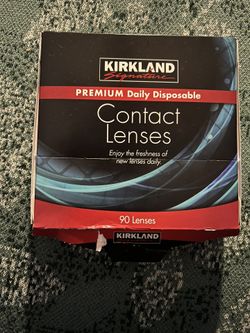 KIRKLAND
Signature
PREMIUM Daily Disposable
Contact
Lenses
Enjoy the freshness of
new lenses daily.
90 Lenses
KIRKLAND